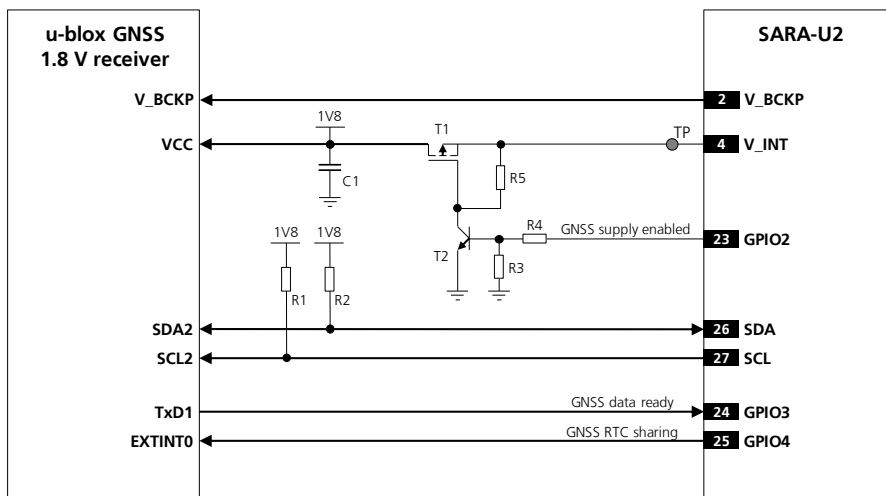 u-blox GNSS
1.8 V receiver
SARA-U2
V_BCKP
2
V_BCKP
1V8
T1
TP
VCC
4
V_INT
C1
R5
R4
GNSS supply enabled
23
GPIO2
1V8
1V8
T2
R3
R1
R2
SDA2
26
SDA
SCL2
27
SCL
TxD1
GNSS data ready
24
GPIO3
EXTINT0
GNSS RTC sharing
25
GPIO4